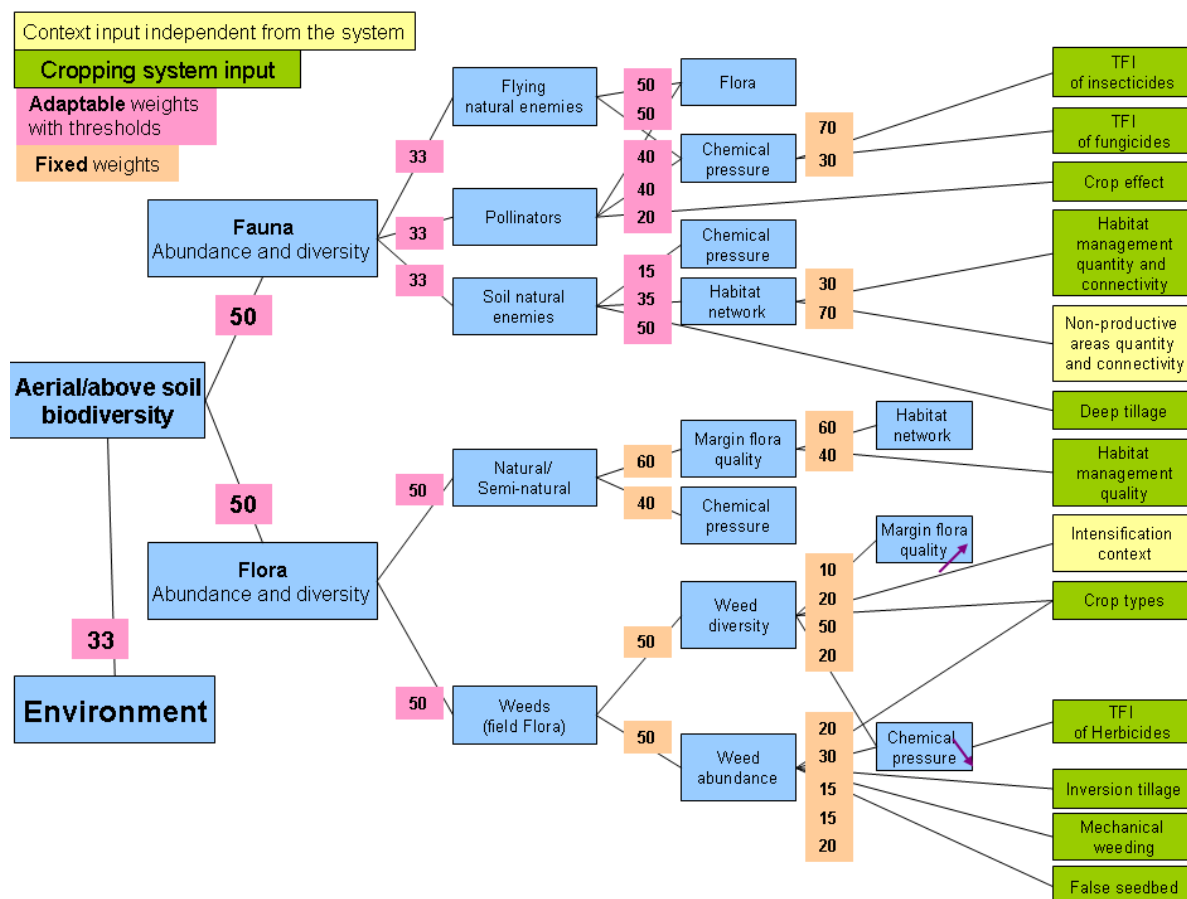 Context input independent from the system
Cropping system input
Adaptable weights
with thresholds
Fixed weights
Flying
natural enemies
50
50
Flora
TFI
of insecticides
33
Chemical
pressure
70
30
TFI
of fungicides
40
40
20
Crop effect
Fauna
Abundance and diversity
33
Pollinators
Chemical
pressure
Habitat
management
quantity and
connectivity
33
Soil natural
enemies
15
35
50
Habitat
network
30
70
Non-productive
areas quantity
and connectivity
50
Aerial/above soil
biodiversity
Deep tillage
Natural/
Semi-natural
60
Margin flora
quality
60
40
Habitat
network
50
40
Chemical
pressure
Habitat
management
quality
50
Flora
Abundance and diversity
Margin flora
quality
Intensification
context
Weed
diversity
10
20
50
20
Crop types
33
Environment
50
50
Weeds
(field Flora)
50
Weed
abundance
20
30
15
15
20
Chemical
pressure
TFI
of Herbicides
Inversion tillage
Mechanical
weeding
False seedbed